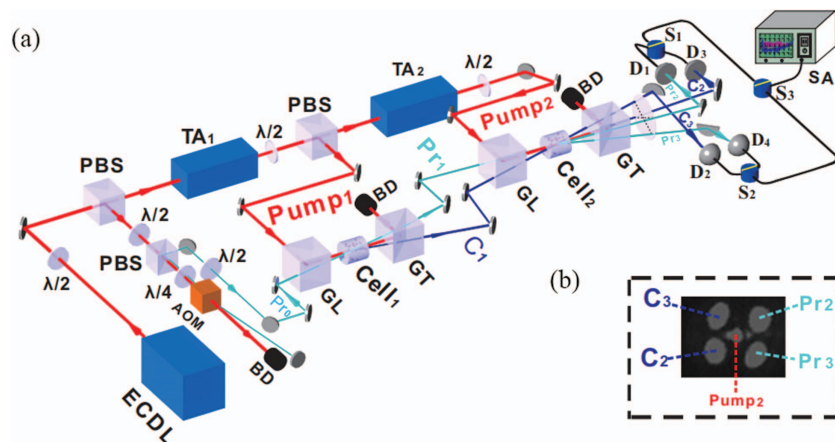 (a)
S1
D3
D1
SA
TA2
λ/2
BD
Pr2
C2
S3
PBS
Pump2
TA1
λ/2
C3
Pr3
D4
PBS
Pr1
Cell2
GT
D2
S2
Pump1
GL
BD
λ/2
PBS
λ/2
C1
(b)
λ/2
λ/4
Pr0
Cell1
GT
GL
AOM
C3
Pr2
BD
C2
Pr3
ECDL
Pump2